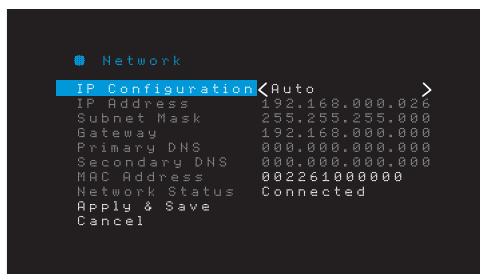 Network
IP Configuration < Auto >
IP Address 192.168.000.026
Subnet Mask 255.255.255.000
Gateway 192.168.000.000
Primary DNS 000.000.000.000
Secondary DNS 000.000.000.000
MAC Address 002261000000
Network Status Connected
Apply & Save
Cancel